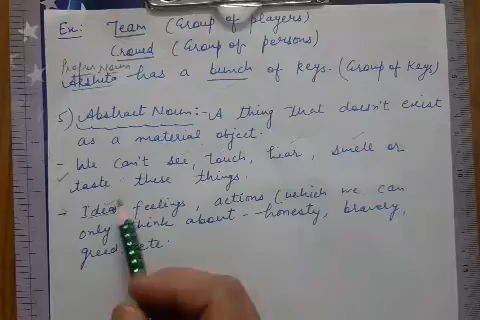 Ex: Team (Group of players)
Crowd (Group of persons)
Proper Noun
Akshita has a bunch of keys. (Group of Keys)
5) Abstract Noun:- A thing that doesn't exist
as a material object.
- We can't see, touch, hear, smell or
taste these things.
→ Idea, feelings, actions (which we can
only think about - honesty, bravery,
greed etc.